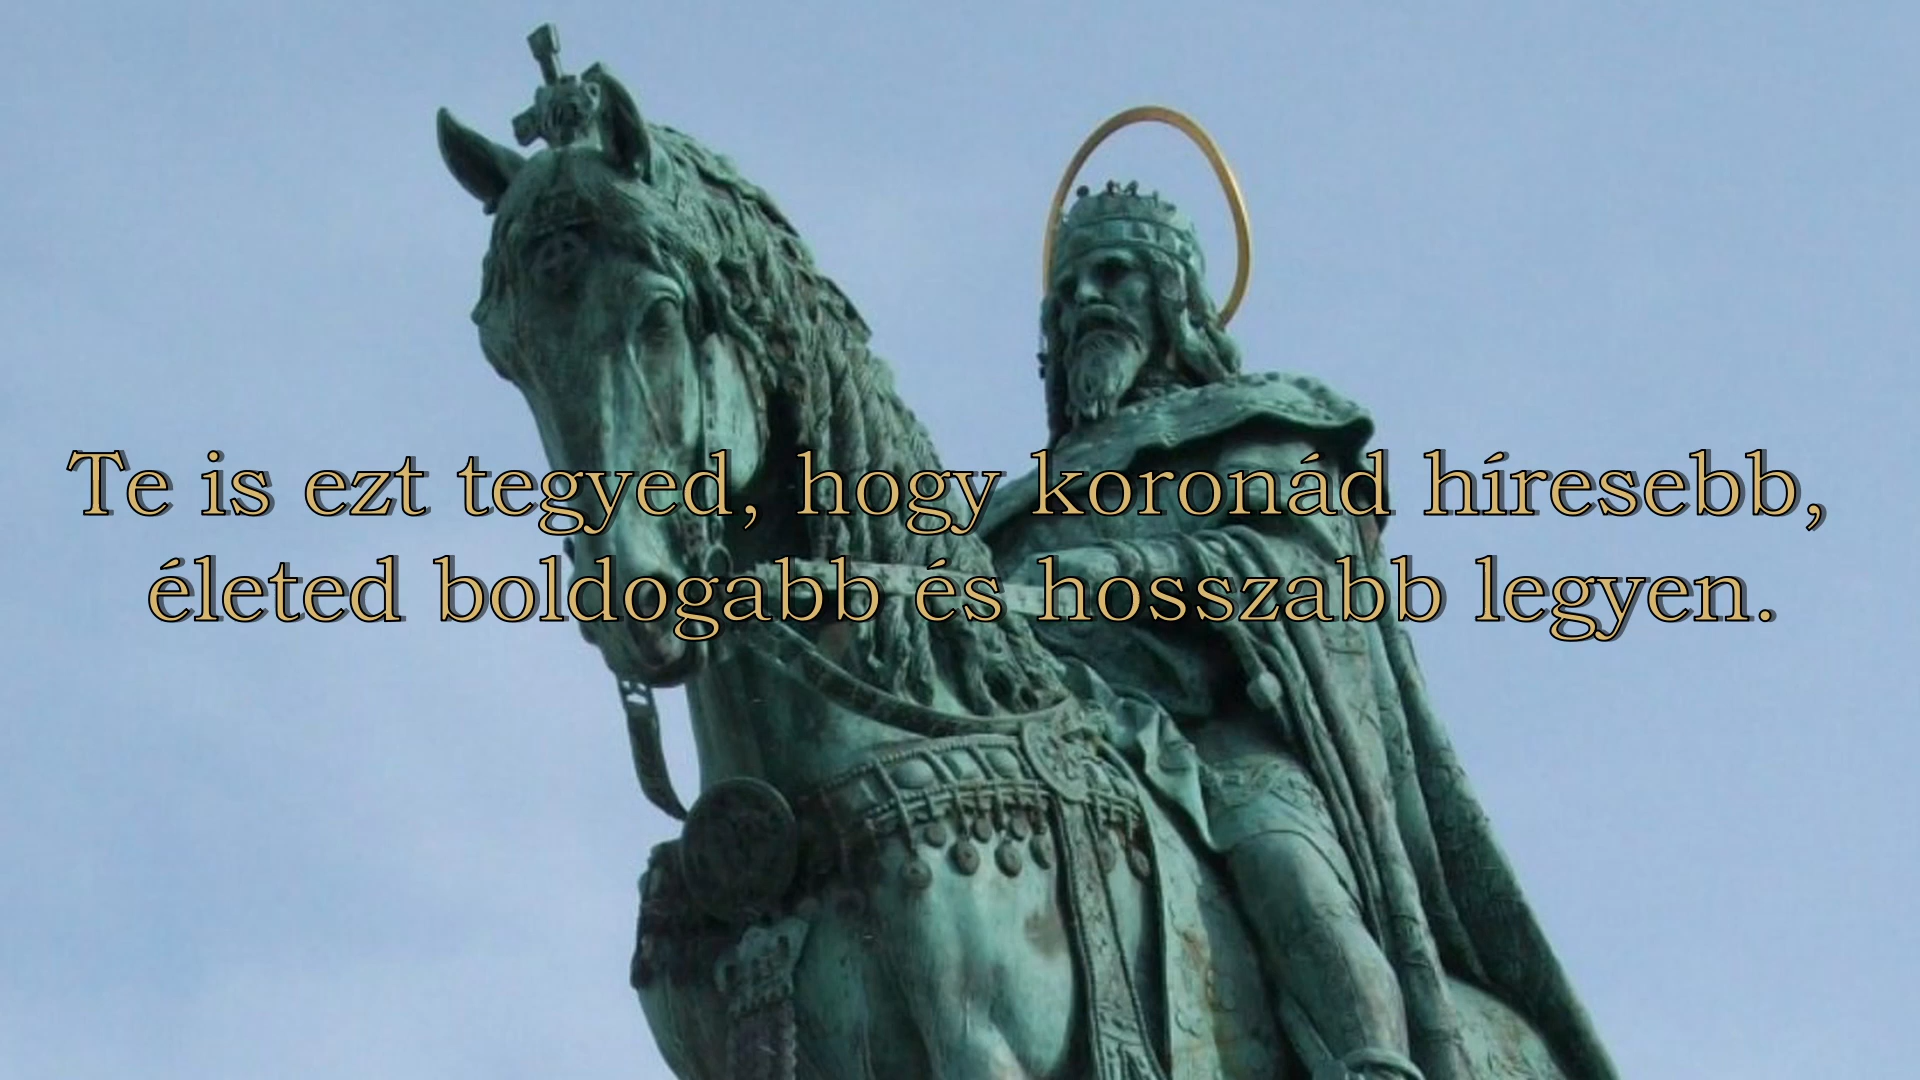 Te is ezt tegyed, hogy koronád híresebb,
életed boldogabb és hosszabb legyen.